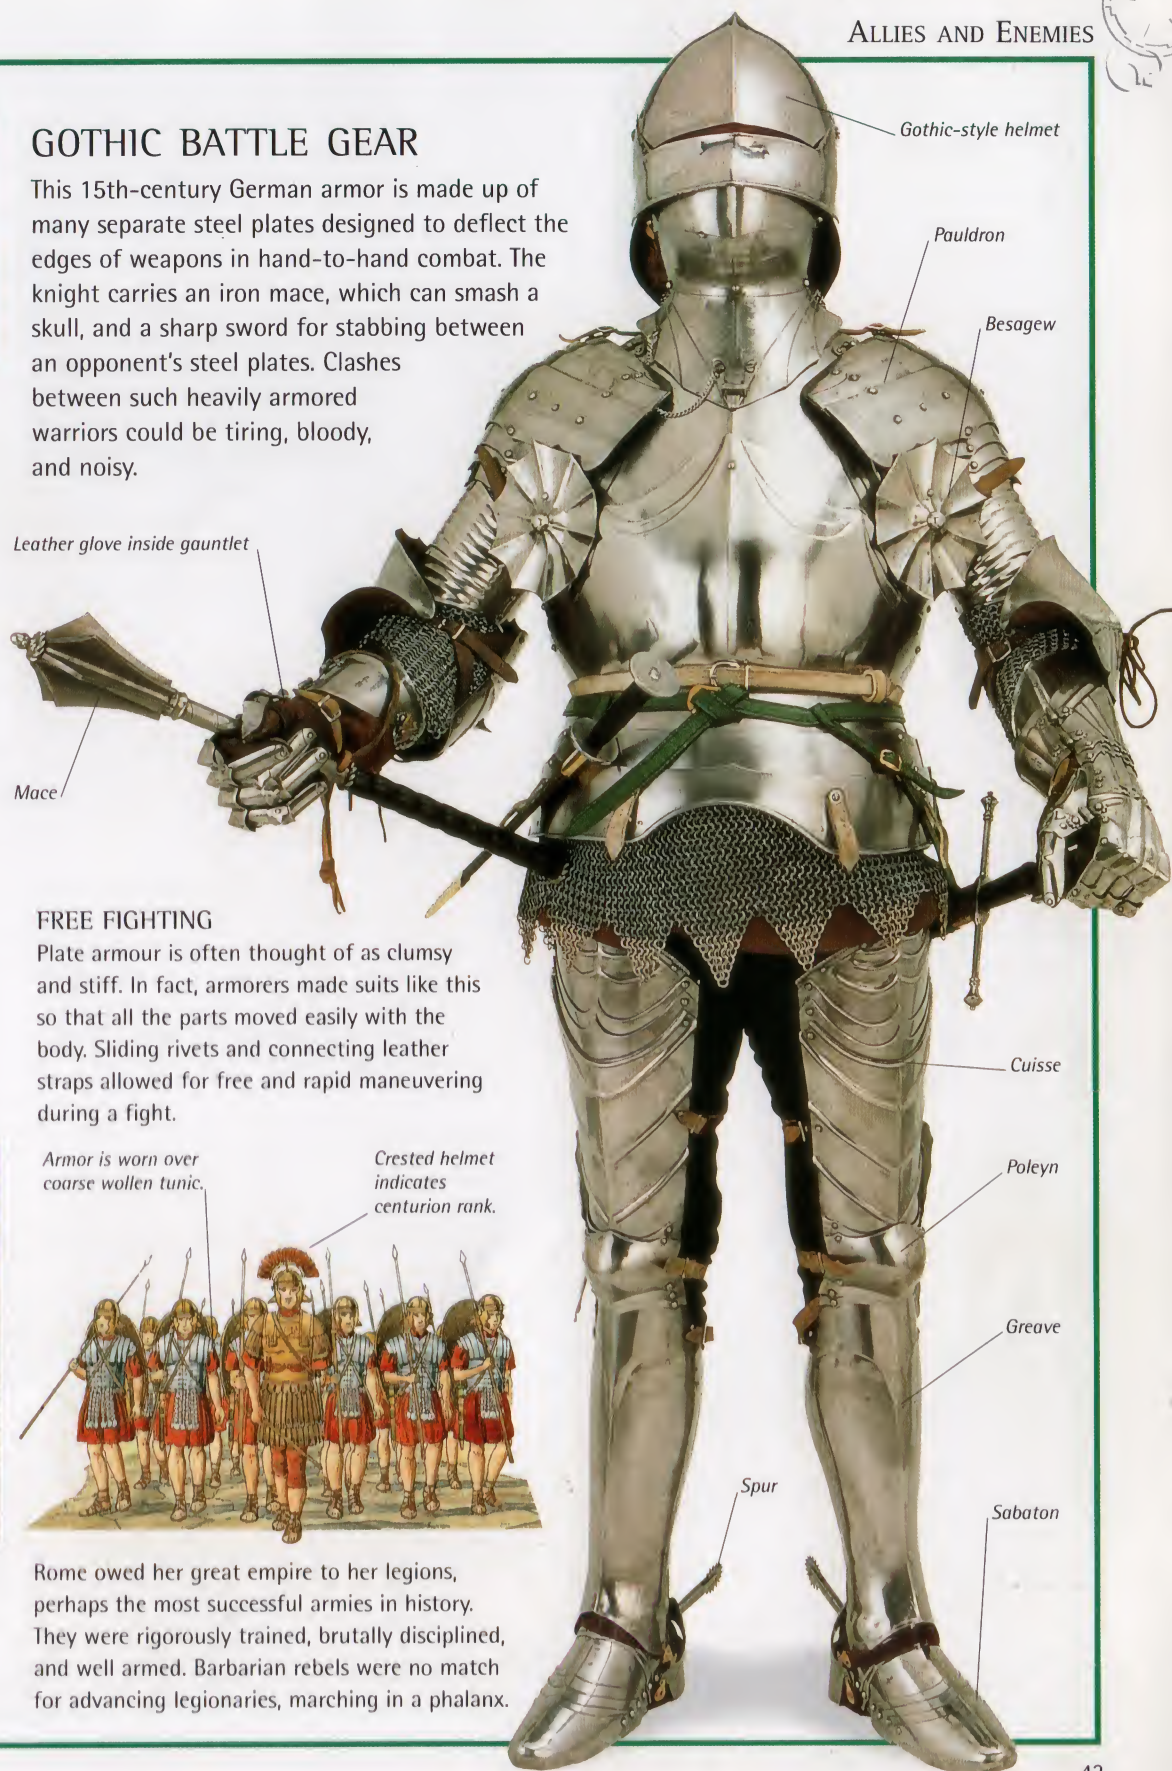 ALLIES AND ENEMIES
GOTHIC BATTLE GEAR
This 15th-century German armor is made up of
many separate steel plates designed to deflect the
edges of weapons in hand-to-hand combat. The
knight carries an iron mace, which can smash a
skull, and a sharp sword for stabbing between
an opponent's steel plates. Clashes
between such heavily armored
warriors could be tiring, bloody,
and noisy.
Gothic-style helmet
Pauldron
Besagew
Leather glove inside gauntlet
Mace
FREE FIGHTING
Plate armour is often thought of as clumsy
and stiff. In fact, armorers made suits like this
so that all the parts moved easily with the
body. Sliding rivets and connecting leather
straps allowed for free and rapid maneuvering
during a fight.
Cuisse
Poleyn
Greave
Spur
Sabaton
Armor is worn over
coarse wollen tunic.
Crested helmet
indicates
centurion rank.
Rome owed her great empire to her legions,
perhaps the most successful armies in history.
They were rigorously trained, brutally disciplined,
and well armed. Barbarian rebels were no match
for advancing legionaries, marching in a phalanx.